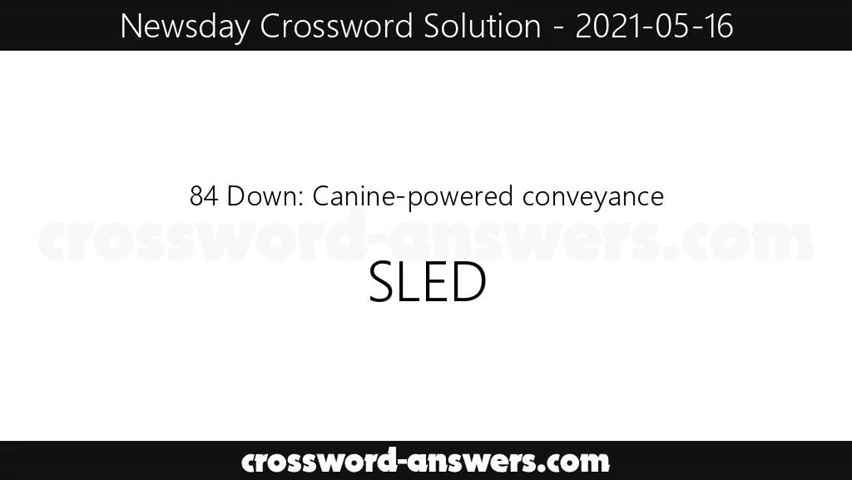 Newsday Crossword Solution - 2021-05-16
84 Down: Canine-powered conveyance
crossword-answers.com
SLED
crossword-answers.com